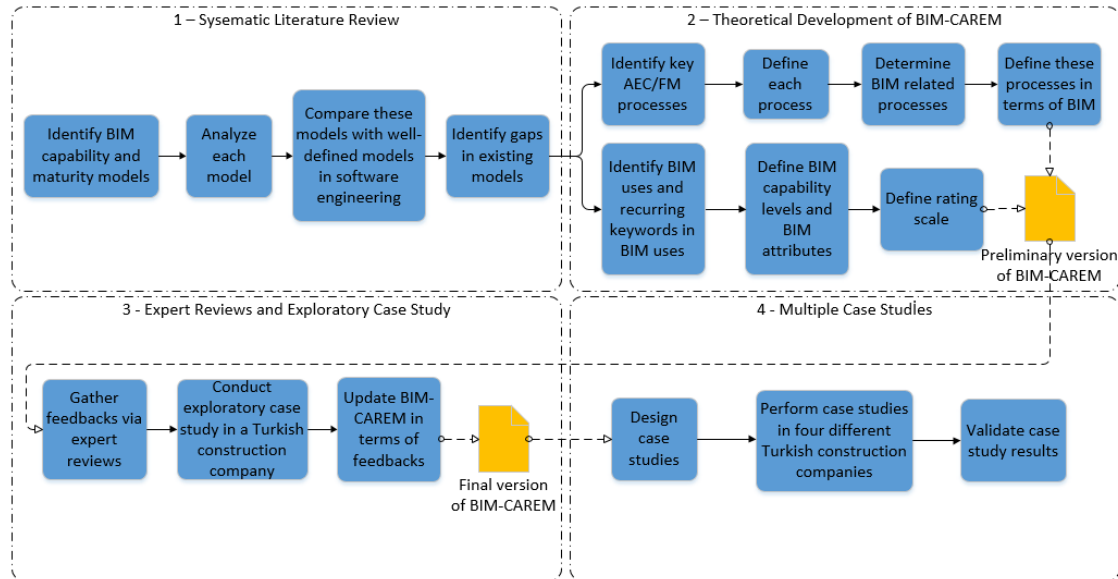 1 – Sysematic Literature Review
Identify BIM
capability and
maturity models
Analyze
each
model
Compare these
models with well-
defined models
in software
engineering
Identify gaps
in existing
models
2 – Theoretical Development of BIM-CAREM
Identify key
AEC/FM
processes
Define
each
process
Determine
BIM related
processes
Define these
processes in
terms of BIM
Identify BIM
uses and
recurring
keywords in
BIM uses
Define BIM
capability
levels and
BIM
attributes
Define rating
scale
Preliminary version
of BIM-CAREM
3 - Expert Reviews and Exploratory Case Study
Gather
feedbacks via
expert
reviews
Conduct
exploratory case
study in a Turkish
construction
company
Update BIM-
CAREM in
terms of
feedbacks
Final version
of BIM-CAREM
4 - Multiple Case Studies
Design
case
studies
Perform case studies
in four different
Turkish construction
companies
Validate case
study results